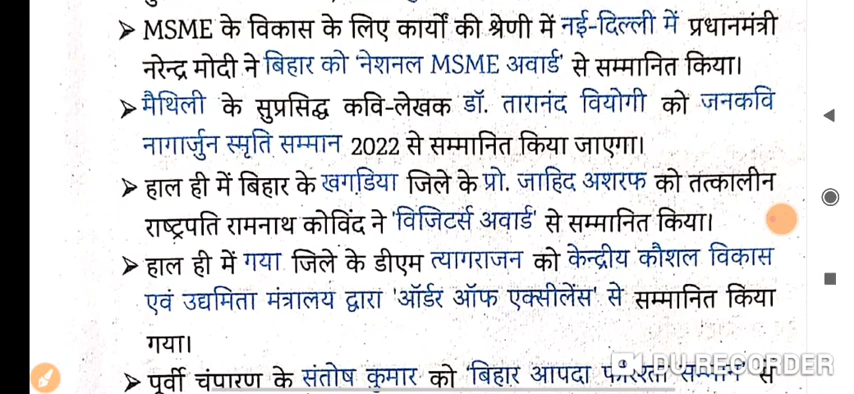 ➤ MSME के विकास के लिए कार्यों की श्रेणी में नई-दिल्ली में प्रधानमंत्री
नरेन्द्र मोदी ने बिहार को 'नेशनल MSME अवार्ड' से सम्मानित किया।
➤ मैथिली के सुप्रसिद्ध कवि-लेखक डॉ. तारानंद वियोगी को जनकवि
नागार्जुन स्मृति सम्मान 2022 से सम्मानित किया जाएगा।
➤ हाल ही में बिहार के खगडिया जिले के प्रो. जाहिद अशरफ को तत्कालीन
राष्ट्रपति रामनाथ कोविंद ने 'विजिटर्स अवार्ड' से सम्मानित किया।
➤ हाल ही में गया जिले के डीएम त्यागराजन को केन्द्रीय कौशल विकास
एवं उद्यमिता मंत्रालय द्वारा 'ऑर्डर ऑफ एक्सीलेंस' से सम्मानित किया
गया।
➤ पूर्वी चंपारण के संतोष कुमार को 'बिहार आपदा सम्मान' से
DU RECORDER